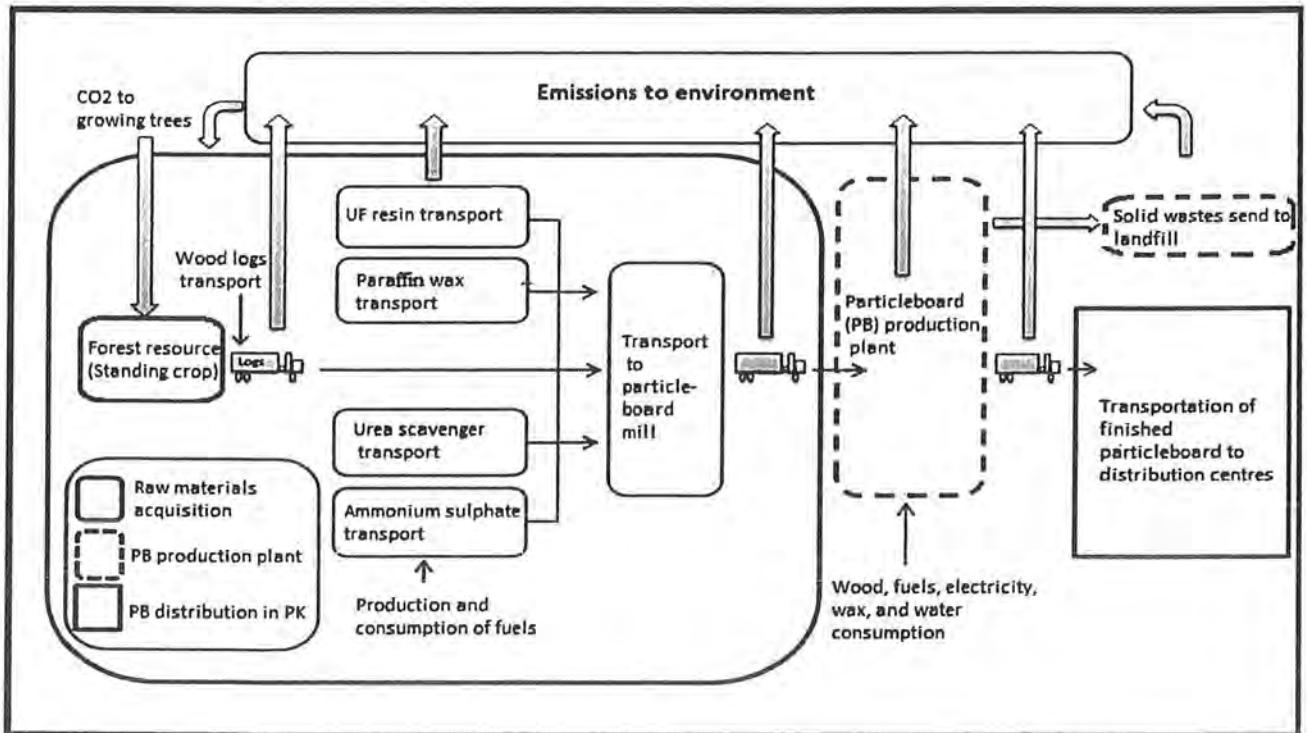 Emissions to environment
CO2 to
growing trees
UF resin transport
Solid wastes send to
landfill
Wood logs
transport
Paraffin wax
transport
Particleboard
(PB) production
plant
Forest resource
(Standing crop)
Logs
Transport
to
particle-
board
mill
Urea scavenger
transport
Transportation of
finished
particleboard to
distribution centres
Raw materials
acquisition
Ammonium sulphate
transport
PB production plant
PB distribution in PK
Production and
consumption of fuels
Wood, fuels, electricity,
wax, and water
consumption